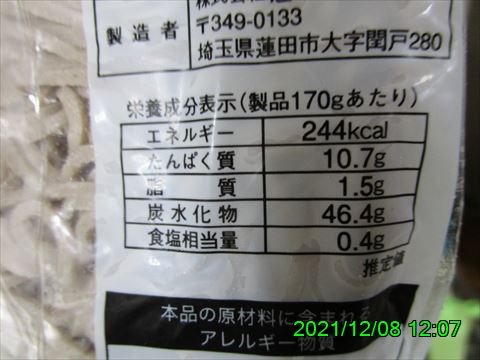 製造者
〒349-0133
埼玉県蓮田市大字閏戸280
栄養成分表示(製品170gあたり)
エネルギー 244kcal
たんぱく質 10.7g
脂質 1.5g
炭水化物 46.4g
食塩相当量 0.4g
推定値
本品の原材料に含まれる
アレルギー物質
2021/12/08 12:07